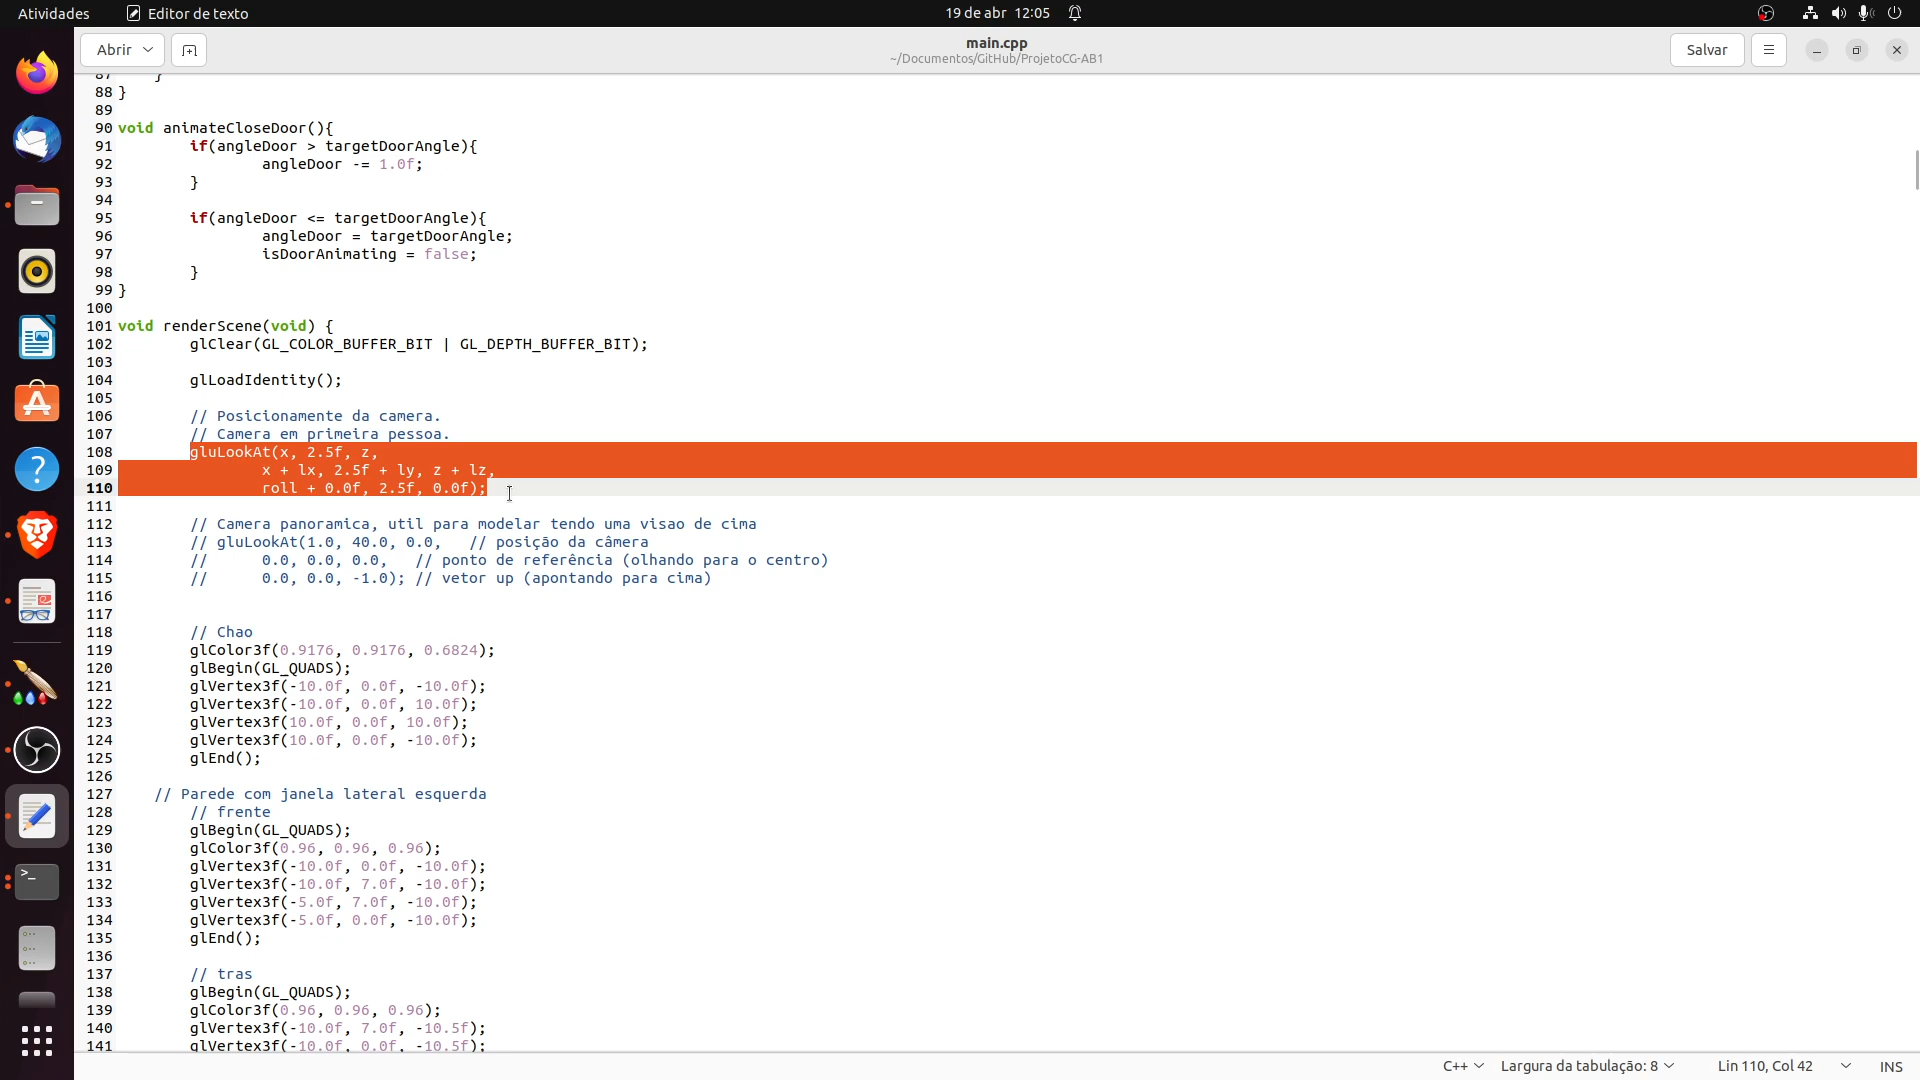 Atividades
Editor de texto
19 de abr 12:05
Abrir
main.cpp
~/Documentos/GitHub/ProjetoCG-AB1
Salvar
87 }
88 }
89
90 void animateCloseDoor(){
91 if(angleDoor > targetDoorAngle){
92 angleDoor -= 1.0f;
93 }
94
95 if(angleDoor <= targetDoorAngle){
96 angleDoor = targetDoorAngle;
97 isDoorAnimating = false;
98 }
99 }
100
101 void renderScene(void) {
102 glClear(GL_COLOR_BUFFER_BIT | GL_DEPTH_BUFFER_BIT);
103
104 glLoadIdentity();
105
106 // Posicionamente da camera.
107 // Camera em primeira pessoa.
108 gluLookAt(x, 2.5f, z,
109 x + lx, 2.5f + ly, z + lz,
110 roll + 0.0f, 2.5f, 0.0f);
111
112 // Camera panoramica, util para modelar tendo uma visao de cima
113 // gluLookAt(1.0, 40.0, 0.0, // posição da câmera
114 // 0.0, 0.0, 0.0, // ponto de referência (olhando para o centro)
115 // 0.0, 0.0, -1.0); // vetor up (apontando para cima)
116
117
118 // Chao
119 glColor3f(0.9176, 0.9176, 0.6824);
120 glBegin(GL_QUADS);
121 glVertex3f(-10.0f, 0.0f, -10.0f);
122 glVertex3f(-10.0f, 0.0f, 10.0f);
123 glVertex3f(10.0f, 0.0f, 10.0f);
124 glVertex3f(10.0f, 0.0f, -10.0f);
125 glEnd();
126
127 // Parede com janela lateral esquerda
128 // frente
129 glBegin(GL_QUADS);
130 glColor3f(0.96, 0.96, 0.96);
131 glVertex3f(-10.0f, 0.0f, -10.0f);
132 glVertex3f(-10.0f, 7.0f, -10.0f);
133 glVertex3f(-5.0f, 7.0f, -10.0f);
134 glVertex3f(-5.0f, 0.0f, -10.0f);
135 glEnd();
136
137 // tras
138 glBegin(GL_QUADS);
139 glColor3f(0.96, 0.96, 0.96);
140 glVertex3f(-10.0f, 7.0f, -10.5f);
141 glVertex3f(-10.0f, 0.0f, -10.5f);
C++
Largura da tabulação: 8
Lin 110, Col 42
INS